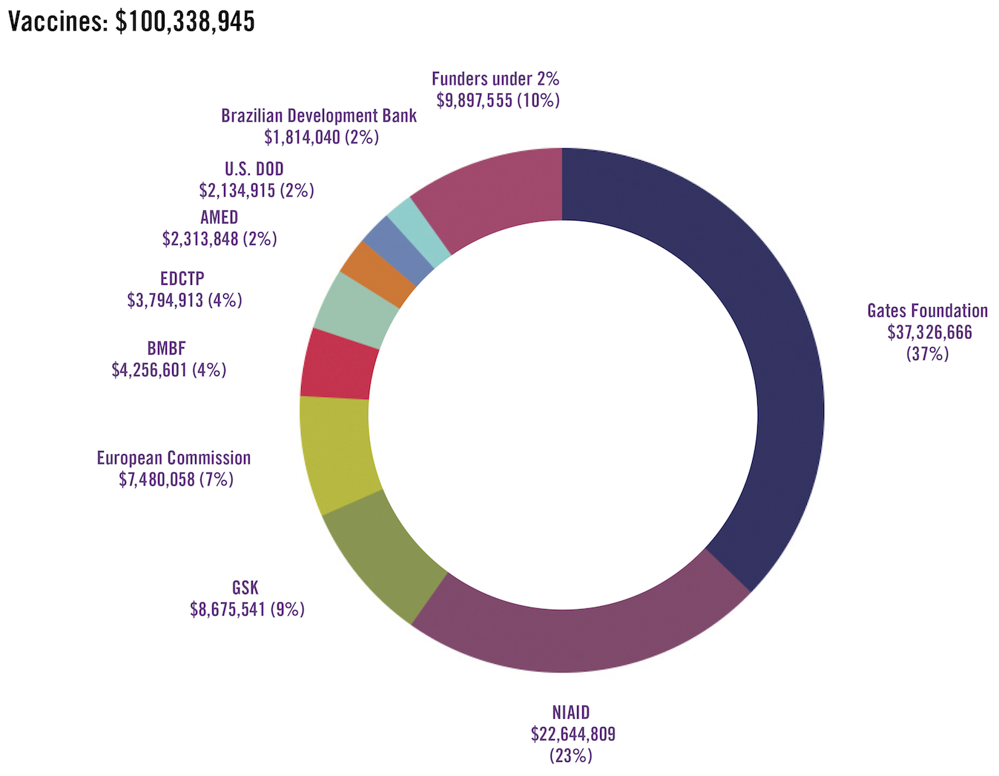 Vaccines: $100,338,945
Funders under 2%
$9,897,555 (10%)
Brazilian Development Bank
$1,814,040 (2%)
U.S. DOD
$2,134,915 (2%)
AMED
$2,313,848 (2%)
EDCTP
$3,794,913 (4%)
BMBF
$4,256,601 (4%)
European Commission
$7,480,058 (7%)
GSK
$8,675,541 (9%)
NIAID
$22,644,809
(23%)
Gates Foundation
$37,326,666
(37%)